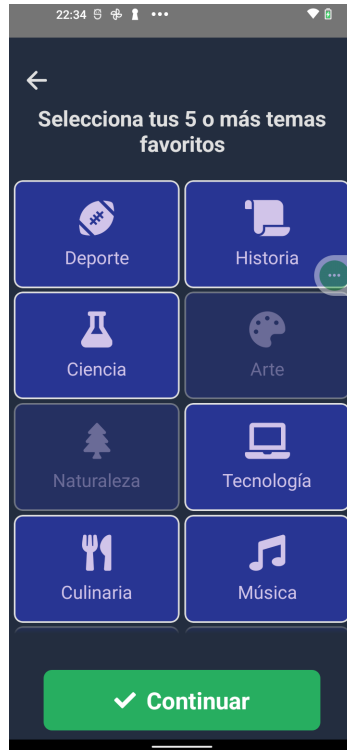 22:34
Selecciona tus 5 o más temas
favoritos
Deporte
Historia
Ciencia
Arte
Naturaleza
Tecnología
Culinaria
Música
Continuar